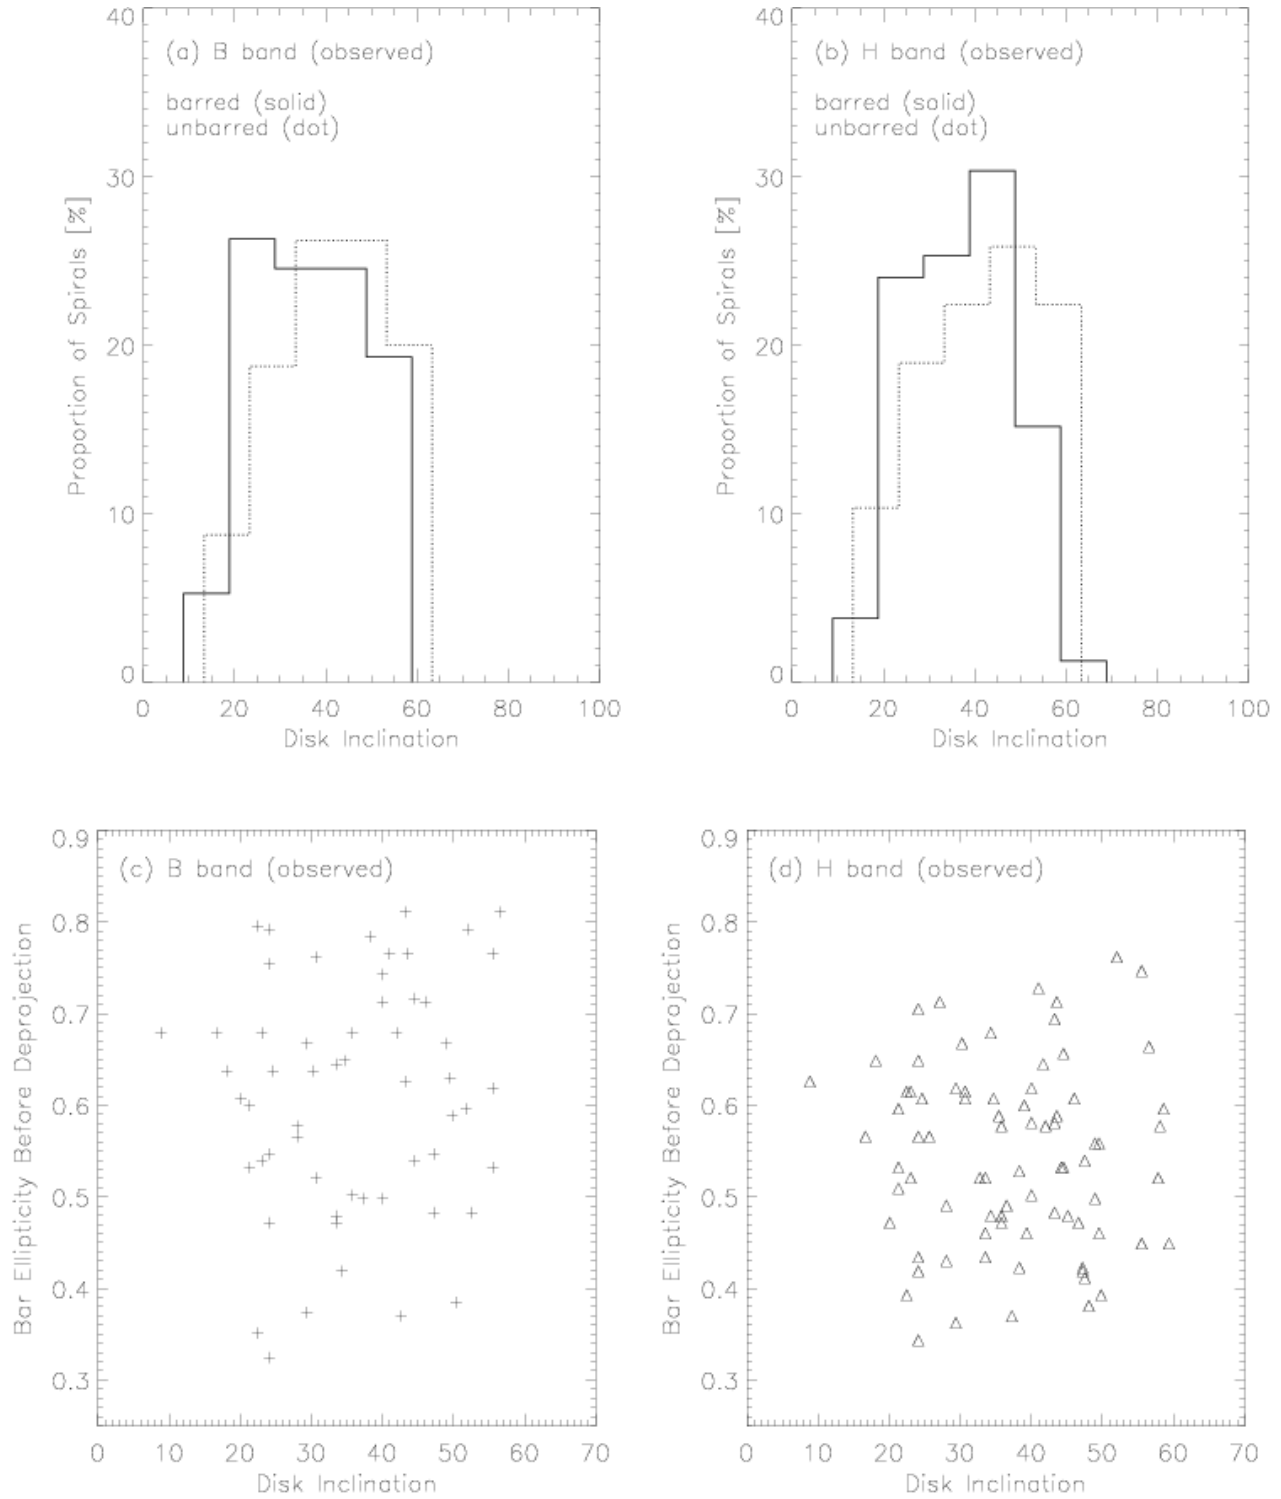 40
30
20
10
0
Proportion of Spirals [%]
(a) B band (observed)
barred (solid)
unbarred (dot)
0 20 40 60 80 100
Disk Inclination
40
30
20
10
0
Proportion of Spirals [%]
(b) H band (observed)
barred (solid)
unbarred (dot)
0 20 40 60 80 100
Disk Inclination
0.9
0.8
0.7
0.6
0.5
0.4
0.3
Bar Ellipticity Before Deprojection
(c) B band (observed)
0 10 20 30 40 50 60 70
Disk Inclination
0.9
0.8
0.7
0.6
0.5
0.4
0.3
Bar Ellipticity Before Deprojection
(d) H band (observed)
0 10 20 30 40 50 60 70
Disk Inclination